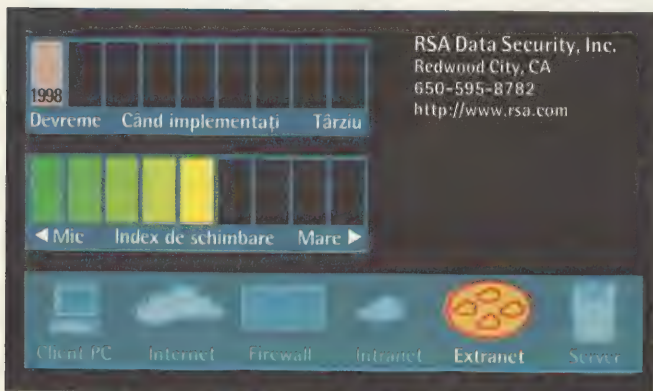 RSA Data Security, Inc.
Redwood City, CA
650-595-8782
http://www.rsa.com
1998
Devreme Când implementaţi Târziu
◀ Mic Index de schimbare Mare ▶
Client PC Internet Firewall Intranet Extranet Server